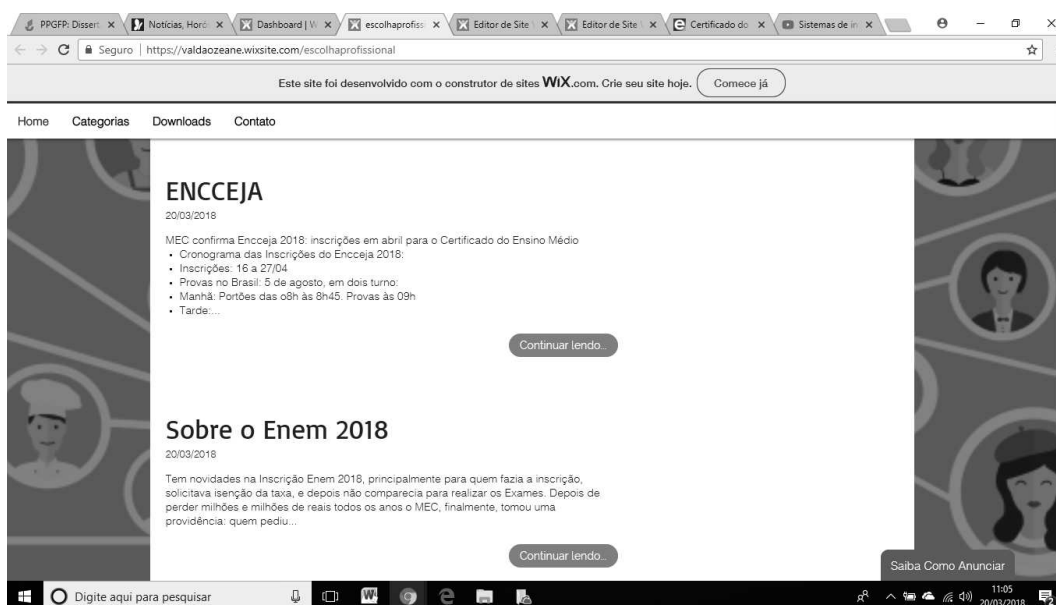 PPGFP: Dissert
Notícias, Horó
Dashboard | W
escolhaprofiss
Editor de Site
Editor de Site
Certificado do
Sistemas de in
Seguro | https://valdaozeane.wixsite.com/escolhaprofissional
Este site foi desenvolvido com o construtor de sites WiX.com. Crie seu site hoje. Comece já
Home Categorias Downloads Contato
ENCCEJA
20/03/2018
MEC confirma Encceja 2018: inscrições em abril para o Certificado do Ensino Médio
• Cronograma das Inscrições do Encceja 2018:
• Inscrições: 16 a 27/04
• Provas no Brasil: 5 de agosto, em dois turno:
• Manhã: Portões das o8h às 8h45. Provas às 09h
• Tarde:...
Continuar lendo...
Sobre o Enem 2018
20/03/2018
Tem novidades na Inscrição Enem 2018, principalmente para quem fazia a inscrição,
solicitava isenção da taxa, e depois não comparecia para realizar os Exames. Depois de
perder milhões e milhões de reais todos os anos o MEC, finalmente, tomou uma
providência: quem pediu...
Continuar lendo...
Saiba Como Anunciar
Digite aqui para pesquisar
11:05
20/03/2018